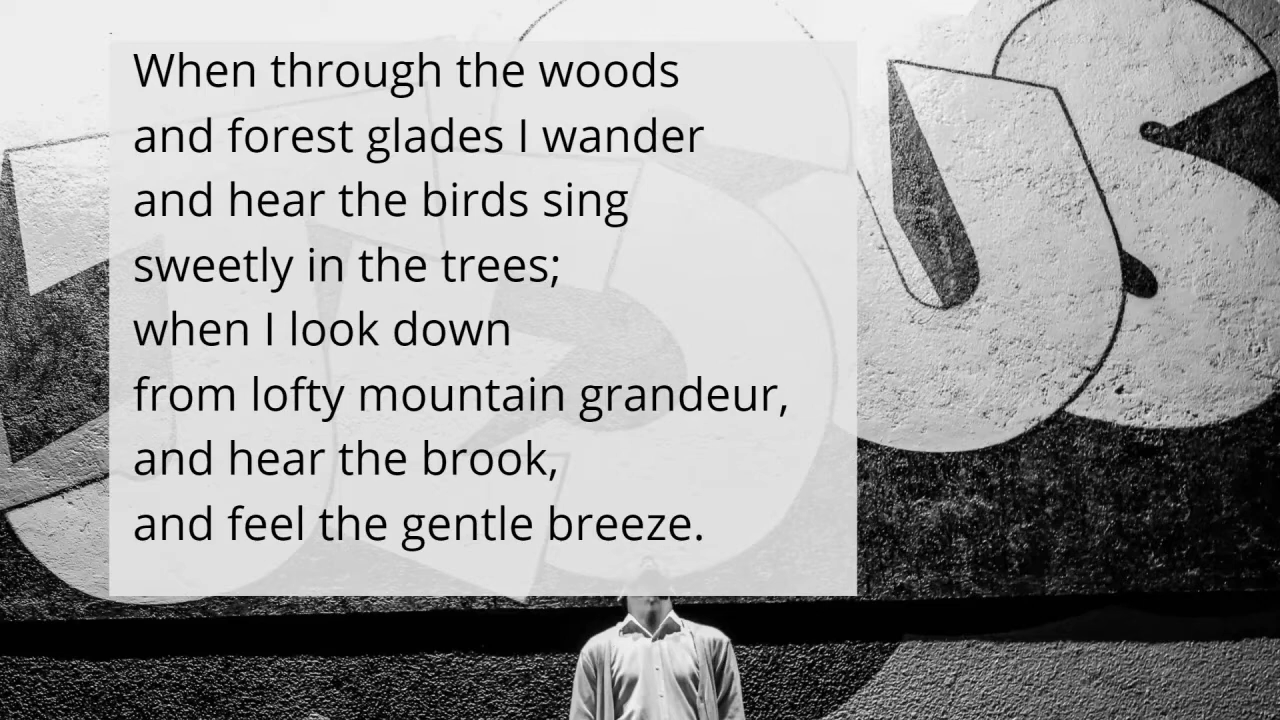 When through the woods
and forest glades I wander
and hear the birds sing
sweetly in the trees;
when I look down
from lofty mountain grandeur,
and hear the brook,
and feel the gentle breeze.